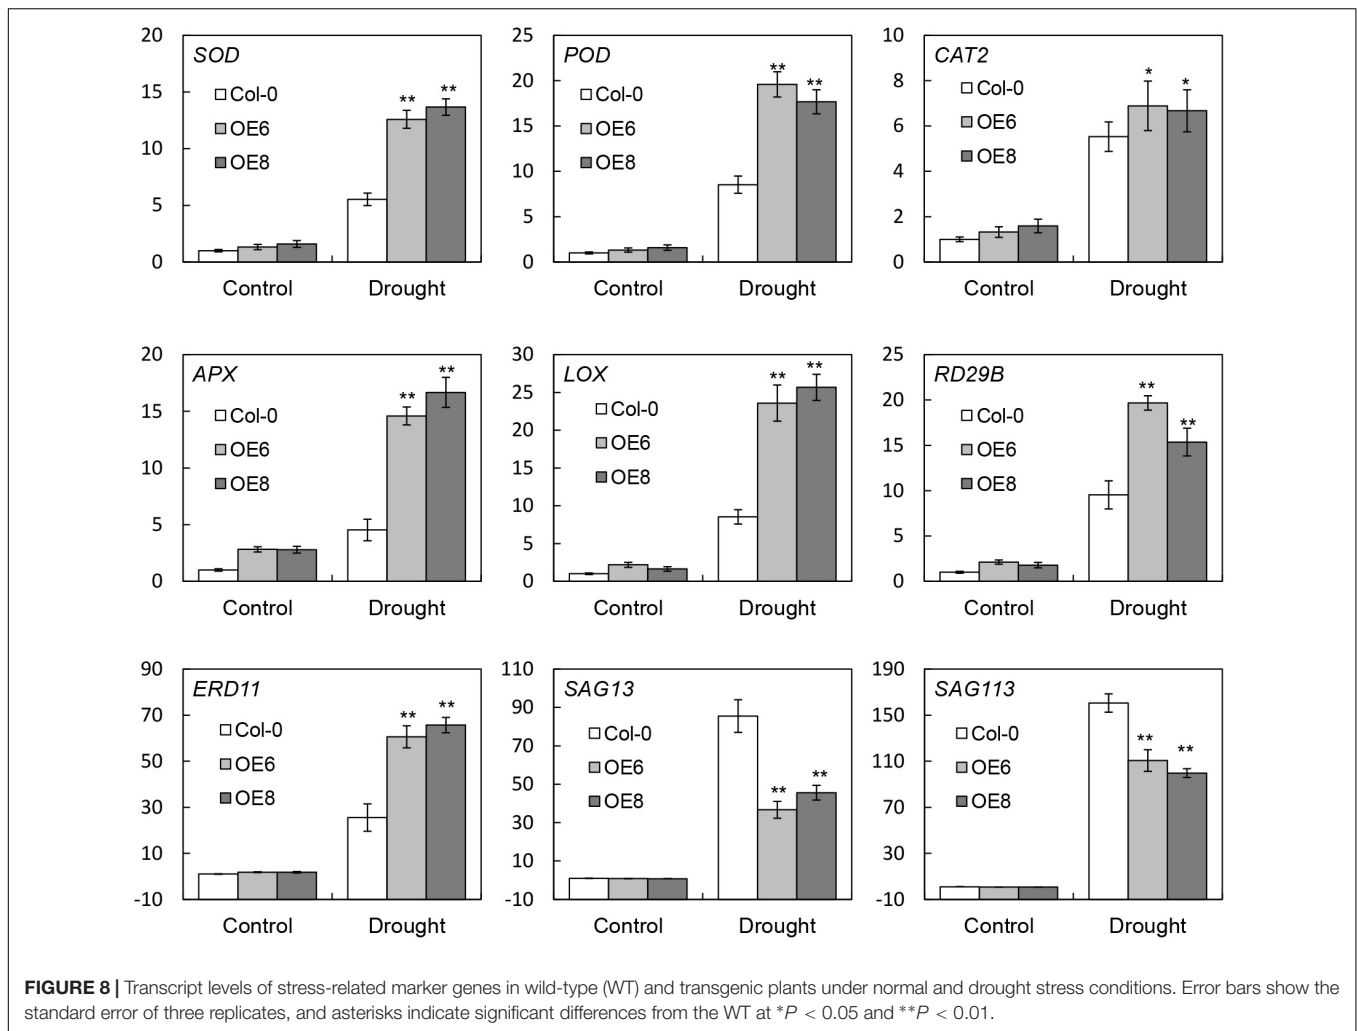 SOD
20
15
10
5
0
Col-0
OE6
OE8
**
**
Control
Drought
POD
25
20
15
10
5
0
Col-0
OE6
OE8
**
**
Control
Drought
CAT2
10
8
6
4
2
0
Col-0
OE6
OE8
*
*
Control
Drought
APX
20
15
10
5
0
Col-0
OE6
OE8
**
**
Control
Drought
LOX
30
25
20
15
10
5
0
Col-0
OE6
OE8
**
**
Control
Drought
RD29B
25
20
15
10
5
0
Col-0
OE6
OE8
**
**
Control
Drought
ERD11
90
70
50
30
10
-10
Col-0
OE6
OE8
**
**
Control
Drought
SAG13
110
90
70
50
30
10
-10
Col-0
OE6
OE8
**
**
Control
Drought
SAG113
190
150
110
70
30
-10
Col-0
OE6
OE8
**
**
Control
Drought
FIGURE 8 | Transcript levels of stress-related marker genes in wild-type (WT) and transgenic plants under normal and drought stress conditions. Error bars show the
standard error of three replicates, and asterisks indicate significant differences from the WT at *P < 0.05 and **P < 0.01.